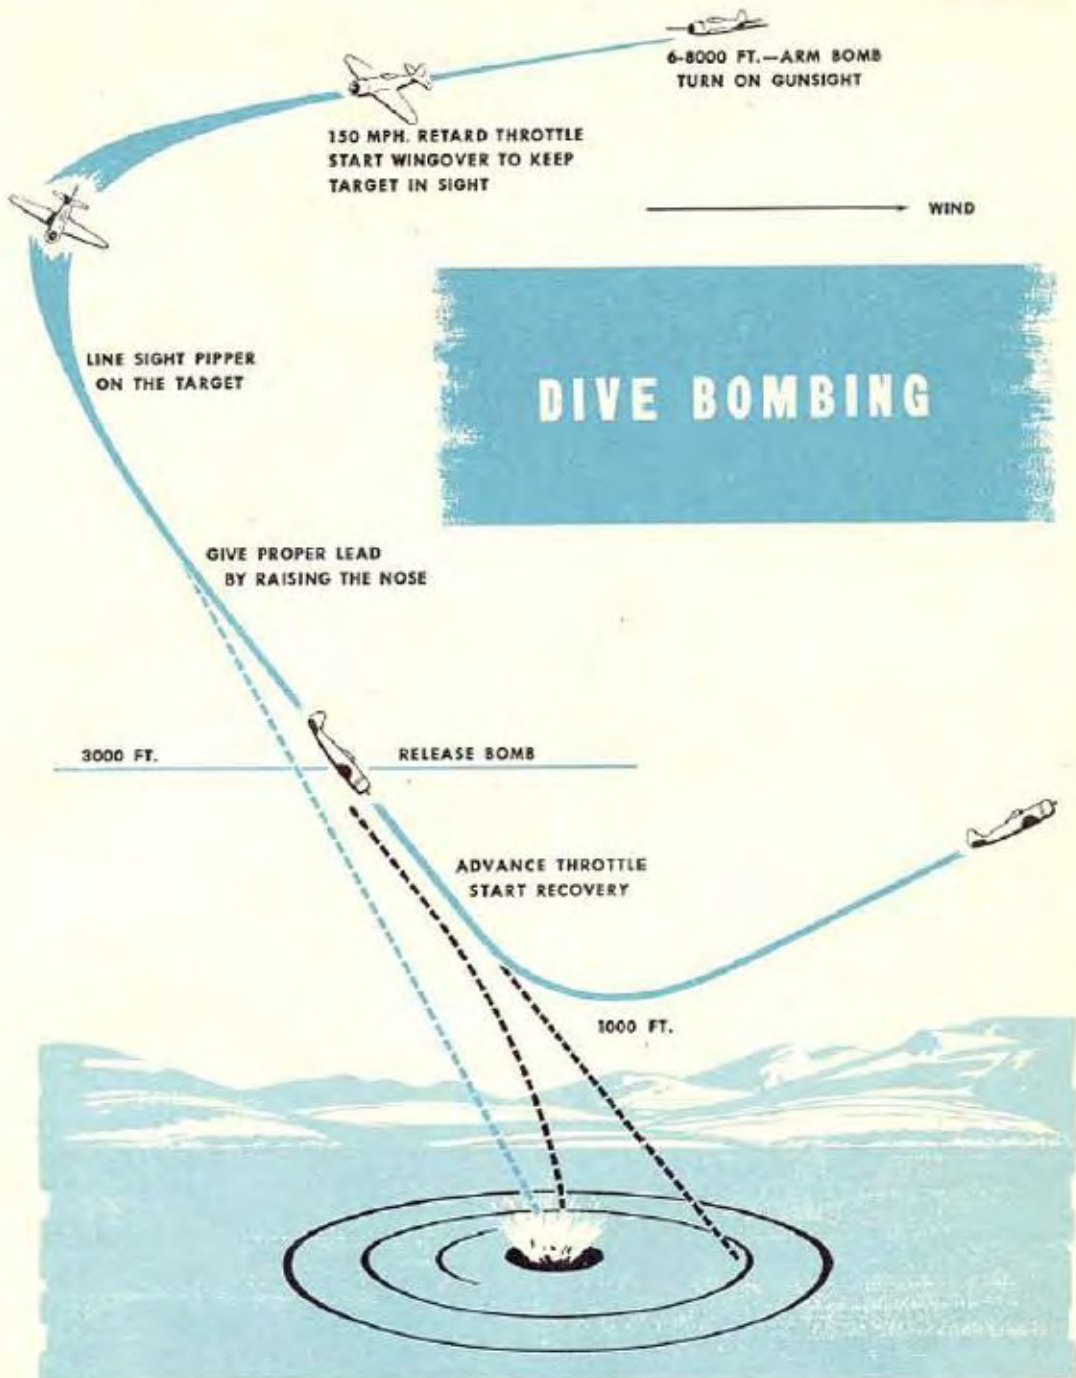 6-8000 FT.—ARM BOMB
TURN ON GUNSIGHT
150 MPH. RETARD THROTTLE
START WINGOVER TO KEEP
TARGET IN SIGHT
WIND
DIVE BOMBING
LINE SIGHT PIPPER
ON THE TARGET
GIVE PROPER LEAD
BY RAISING THE NOSE
3000 FT.
RELEASE BOMB
ADVANCE THROTTLE
START RECOVERY
1000 FT.